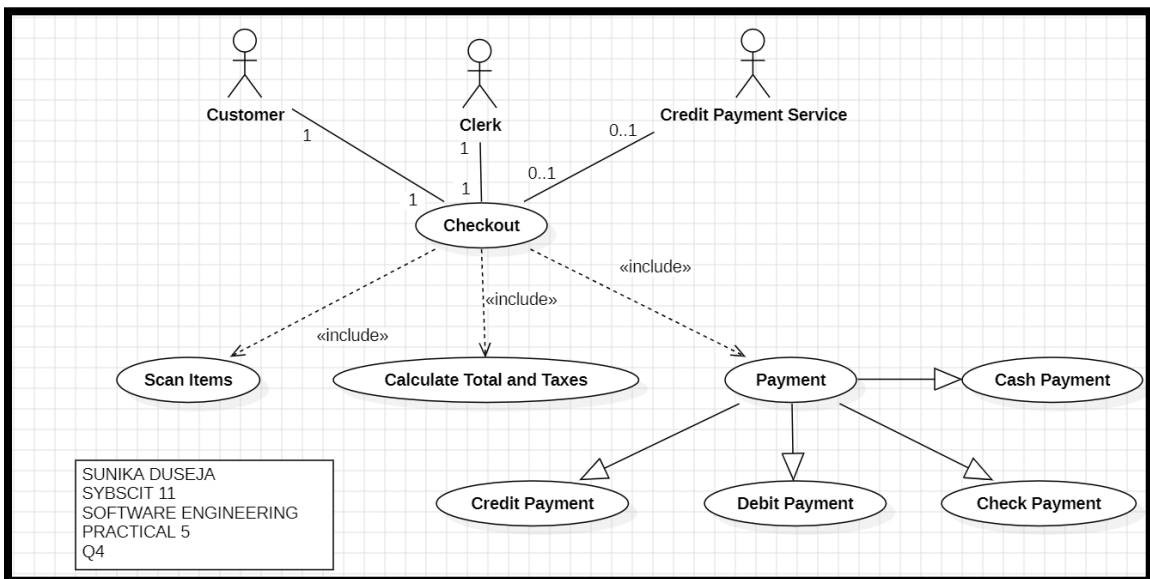 Customer
Clerk
Credit Payment Service
1
1
0..1
0..1
1
1
Checkout
«include»
«include»
«include»
Scan Items
Calculate Total and Taxes
Payment
Cash Payment
Credit Payment
Debit Payment
Check Payment
SUNIKA DUSEJA
SYBSCIT 11
SOFTWARE ENGINEERING
PRACTICAL 5
Q4